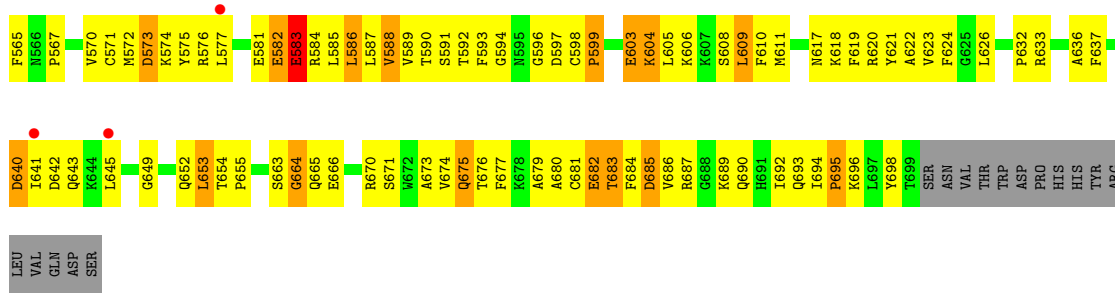 F565 N566 P567 V570 C571 M572 D573 K574 Y575 R576 L577 E581 E582 E583 R584 L585 L586 L587 V588 V589 T590 S591 T592 F593 G594 N595 G596 D597 C598 P599 E603 K604 L605 K606 K607 S608 L609 F610 M611 N617 K618 F619 R620 Y621 A622 V623 F624 G625 L626 P632 R633 A636 F637
D640 I641 D642 Q643 K644 L645 G649 Q652 L653 T654 P655 S663 G664 Q665 E666 R670 S671 W672 A673 V674 Q675 T676 F677 K678 A679 A680 C681 E682 T683 F684 D685 V686 R687 G688 K689 Q690 H691 I692 Q693 I694 P695 K696 L697 Y698 T699 SER ASN VAL THR TRP ASP PRO HIS HIS TYR ARG
LEU VAL GLN ASP SER